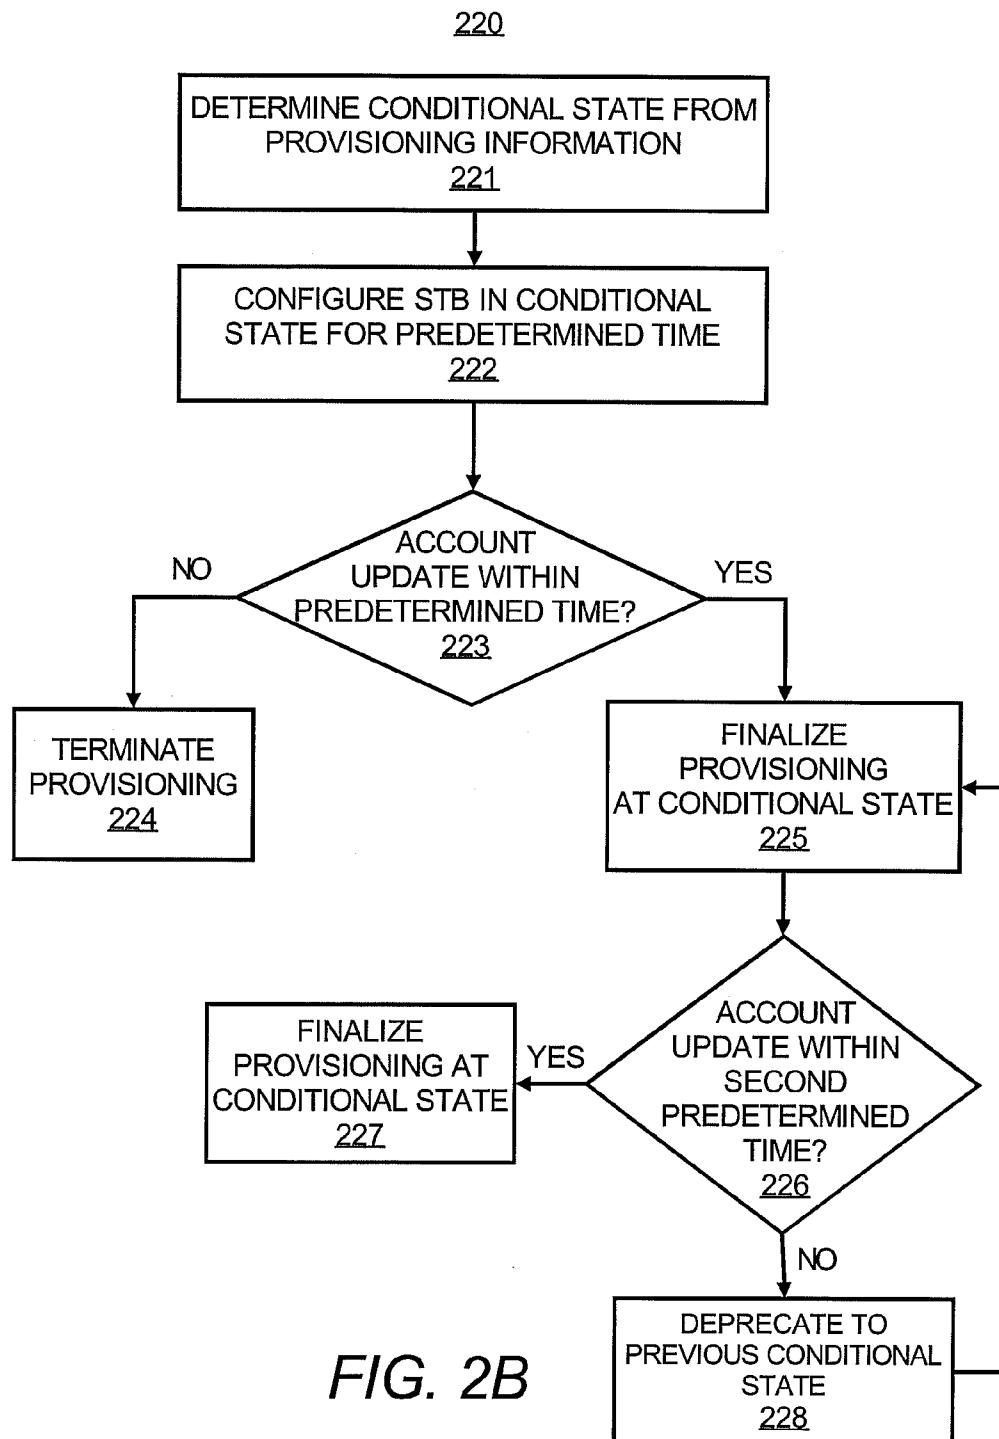 220
DETERMINE CONDITIONAL STATE FROM
PROVISIONING INFORMATION
221
CONFIGURE STB IN CONDITIONAL
STATE FOR PREDETERMINED TIME
222
ACCOUNT
UPDATE WITHIN
PREDETERMINED TIME?
223
NO
YES
TERMINATE
PROVISIONING
224
FINALIZE
PROVISIONING
AT CONDITIONAL STATE
225
ACCOUNT
UPDATE WITHIN
SECOND
PREDETERMINED
TIME?
226
YES
FINALIZE
PROVISIONING AT
CONDITIONAL STATE
227
NO
DEPRECATE TO
PREVIOUS CONDITIONAL
STATE
228
FIG. 2B